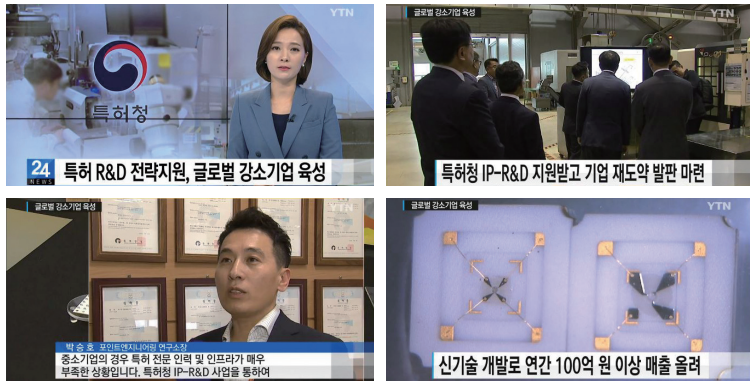 YTN
특허청
24
NEWS
특허 R&D 전략지원, 글로벌 강소기업 육성
글로벌 강소기업 육성
YTN
특허청 IP-R&D 지원받고 기업 재도약 발판 마련
글로벌 강소기업 육성
YTN
박승호 포인트엔지니어링 연구소장
중소기업의 경우 특허 전문 인력 및 인프라가 매우
부족한 상황입니다. 특허청 IP-R&D 사업을 통하여
글로벌 강소기업 육성
YTN
신기술 개발로 연간 100억 원 이상 매출 올려